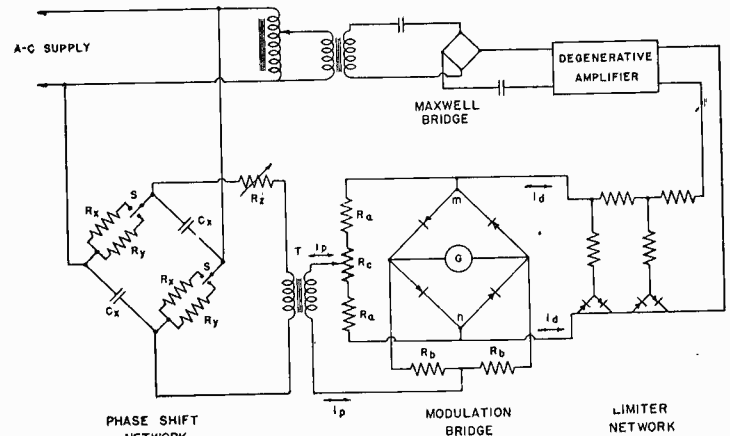 A-C SUPPLY
MAXWELL
BRIDGE
DEGENERATIVE
AMPLIFIER
Rx
S
Ry
Cx
Rz
Cx
Rx
S
Ry
T
Ip
Ra
Rc
Ra
m
G
n
Id
Id
Rb
Rb
Ip
PHASE SHIFT
NETWORK
MODULATION
BRIDGE
LIMITER
NETWORK